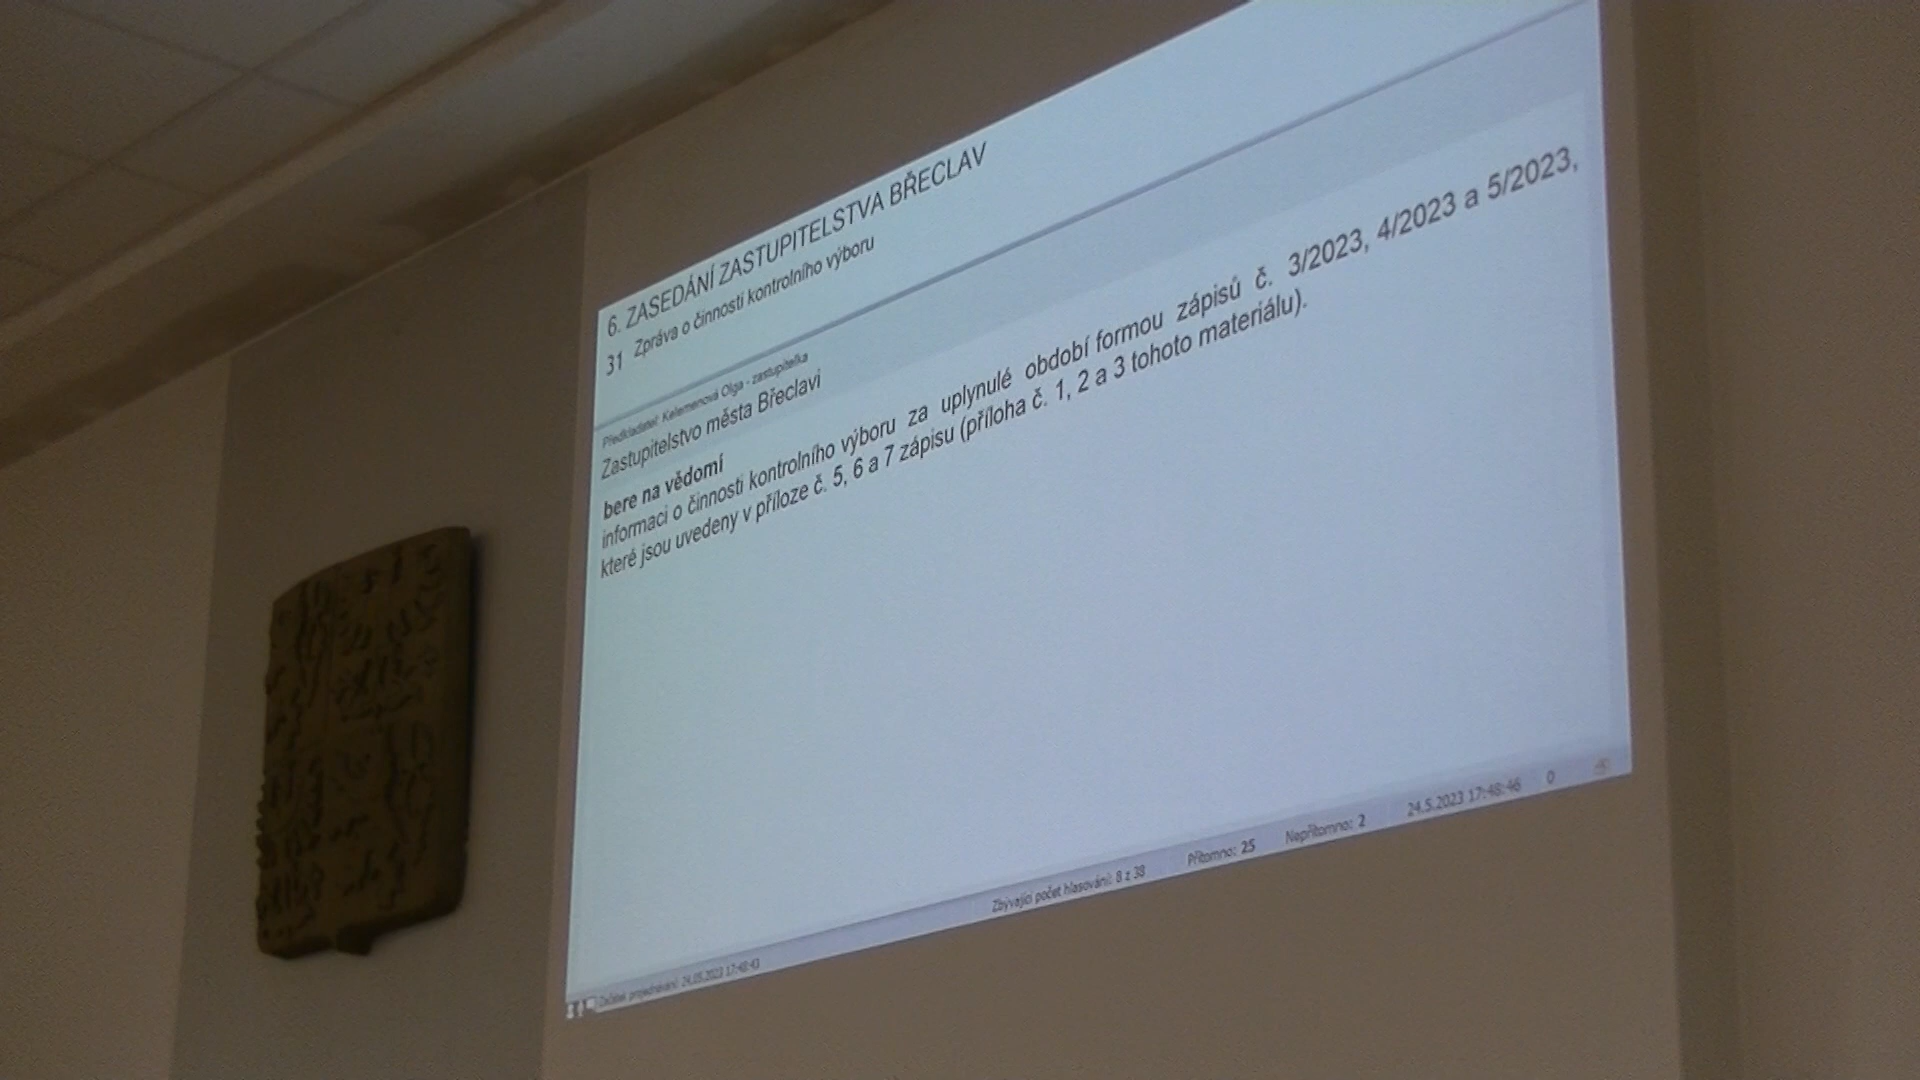 6. ZASEDÁNÍ ZASTUPITELSTVA BŘECLAV
31 Zpráva o činnosti kontrolního výboru
Předkladatel: Kelemenová Olga - zastupitelka
Zastupitelstvo města Břeclavi
bere na vědomí
informaci o činnosti kontrolního výboru za uplynulé období formou zápisů č. 3/2023, 4/2023 a 5/2023,
které jsou uvedeny v příloze č. 5, 6 a 7 zápisu (příloha č. 1, 2 a 3 tohoto materiálu).
Začátek projednávání: 24.05.2023 17:48:43
Zbývající počet hlasování: 8 z 38
Přítomno: 25
Nepřítomno: 2
24.5.2023 17:48:46
0